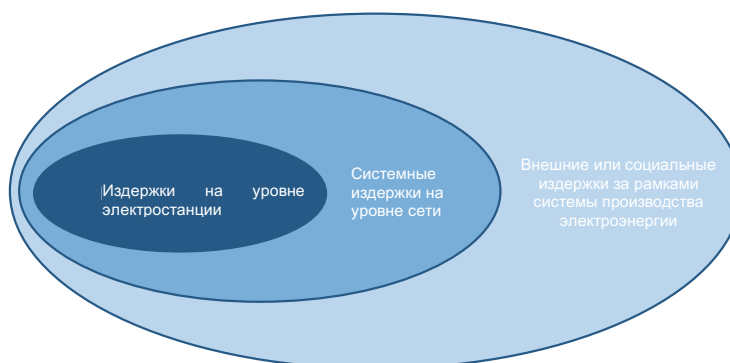 Издержки на уровне
электростанции
Системные
издержки на
уровне сети
Внешние или социальные
издержки за рамками
системы производства
электроэнергии